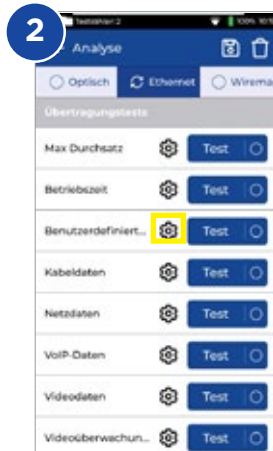 2
Analyse
Optisch Ethernet Wirema
Übertragungstests
Max Durchsatz Test
Betriebszeit Test
Benutzerdefiniert... Test
Kabeldaten Test
Netzdaten Test
VoIP-Daten Test
Videodaten Test
Videoüberwachun... Test